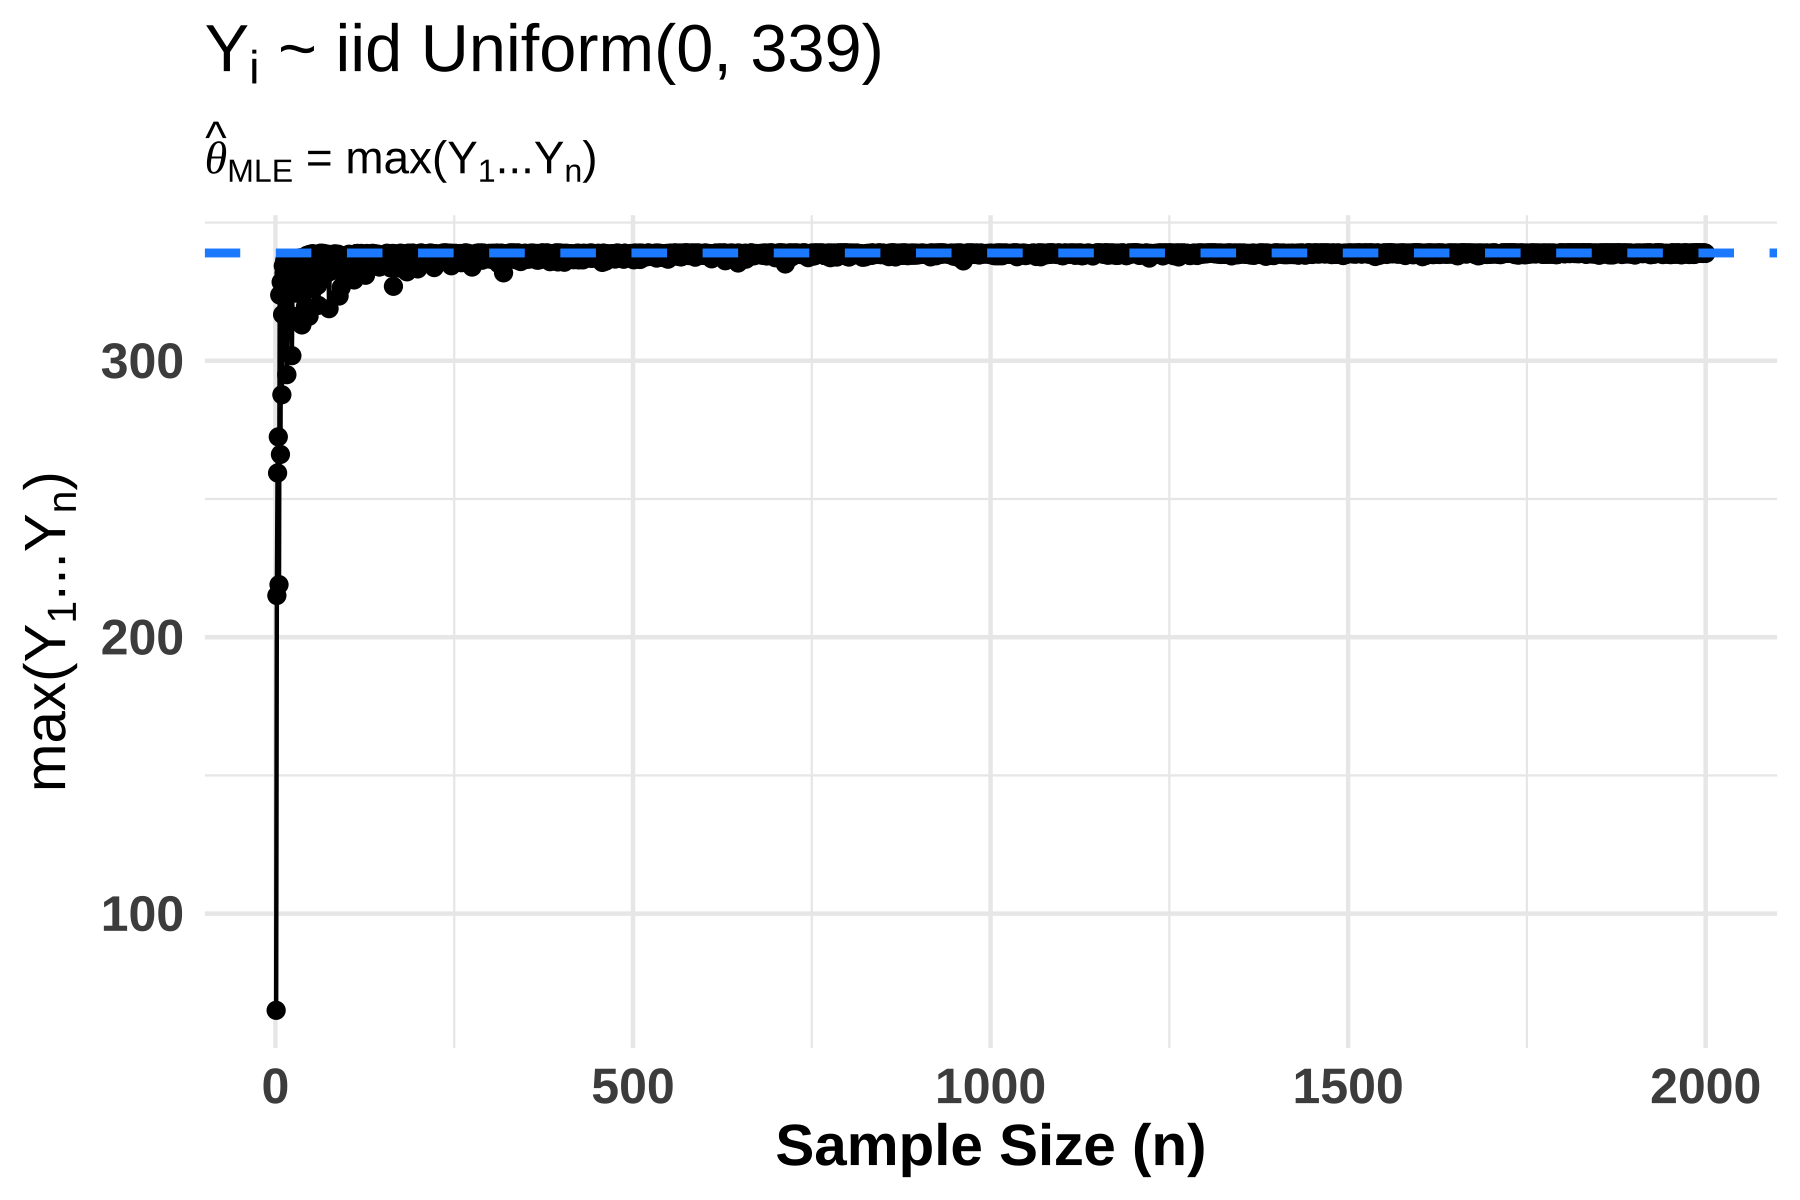 Yᵢ ~ iid Uniform(0, 339)
θ̂MLE = max(Y₁...Yₙ)
max(Y₁...Yₙ)
300
200
100
0 500 1000 1500 2000
Sample Size (n)